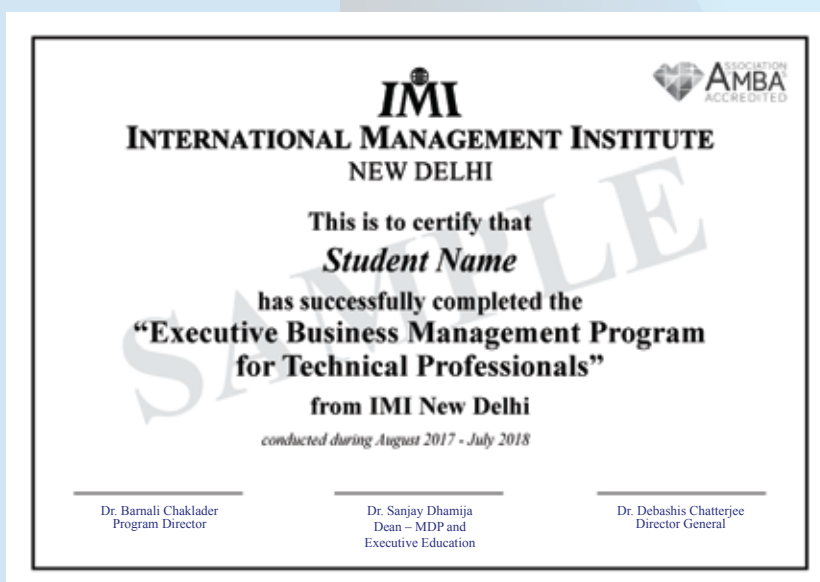 IMI
ASSOCIATION
AMBA
ACCREDITED
INTERNATIONAL MANAGEMENT INSTITUTE
NEW DELHI
This is to certify that
Student Name
has successfully completed the
“Executive Business Management Program
for Technical Professionals”
from IMI New Delhi
conducted during August 2017 - July 2018
SAMPLE
Dr. Barnali Chaklader
Program Director
Dr. Sanjay Dhamija
Dean – MDP and
Executive Education
Dr. Debashis Chatterjee
Director General